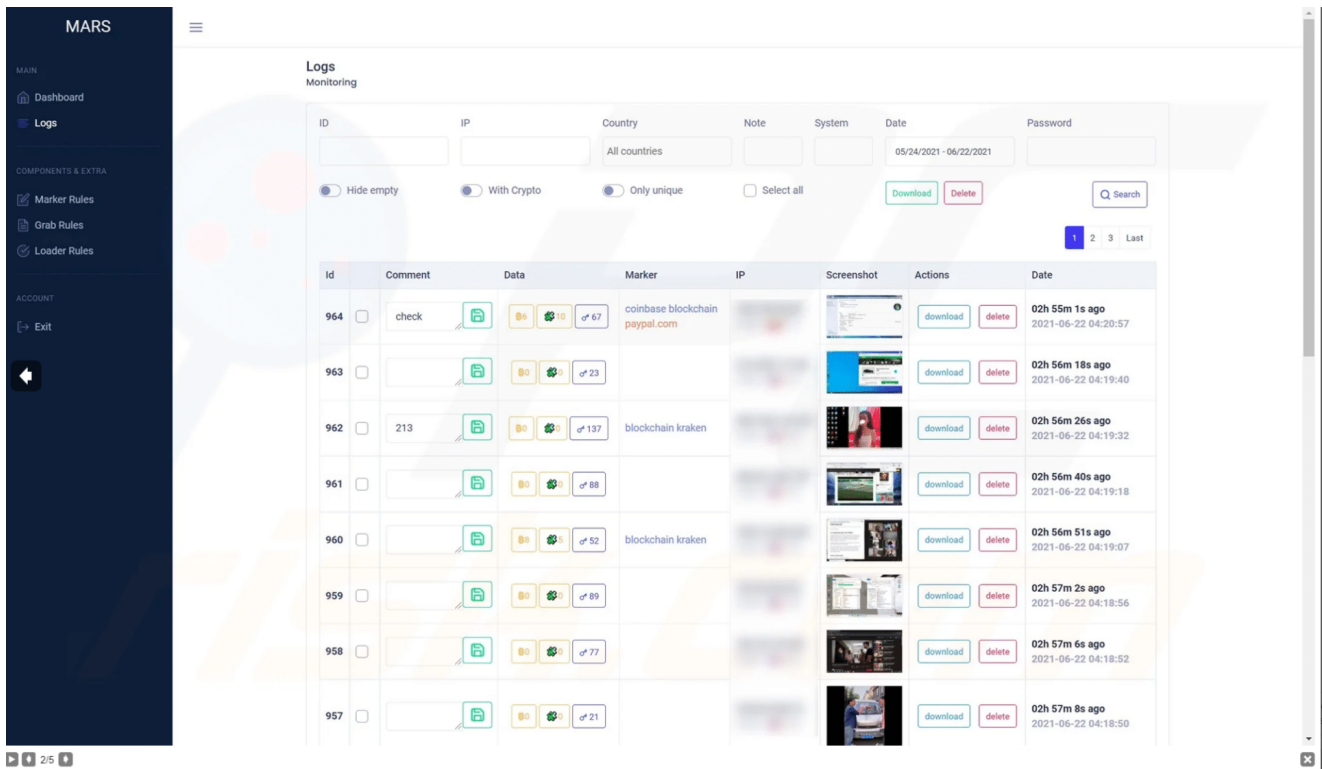 MARS
MAIN
Dashboard
Logs
COMPONENTS & EXTRA
Marker Rules
Grab Rules
Loader Rules
ACCOUNT
Exit
Logs
Monitoring
ID IP Country Note System Date Password
All countries 05/24/2021 - 06/22/2021
Hide empty With Crypto Only unique Select all Download Delete Search
1 2 3 Last
Id Comment Data Marker IP Screenshot Actions Date
964 check 6 10 67 coinbase blockchain download delete 02h 55m 1s ago
paypal.com 2021-06-22 04:20:57
963 0 0 23 download delete 02h 56m 18s ago
2021-06-22 04:19:40
962 213 0 0 137 blockchain kraken download delete 02h 56m 26s ago
2021-06-22 04:19:32
961 0 0 88 download delete 02h 56m 40s ago
2021-06-22 04:19:18
960 8 5 52 blockchain kraken download delete 02h 56m 51s ago
2021-06-22 04:19:07
959 0 0 89 download delete 02h 57m 2s ago
2021-06-22 04:18:56
958 0 0 77 download delete 02h 57m 6s ago
2021-06-22 04:18:52
957 0 0 21 download delete 02h 57m 8s ago
2021-06-22 04:18:50
2/5